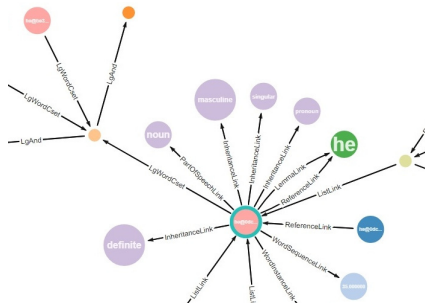 LgWordCset
LgAnd
LgWordCset
LgAnd
masculine
singular
pronoun
noun
he
InheritanceLink
InheritanceLink
InheritanceLink
LemmaLink
ReferenceLink
PartOfSpeechLink
LgWordCset
ListLink
definite
InheritanceLink
ReferenceLink
WordSequenceLink
WordInstanceLink
ListLink